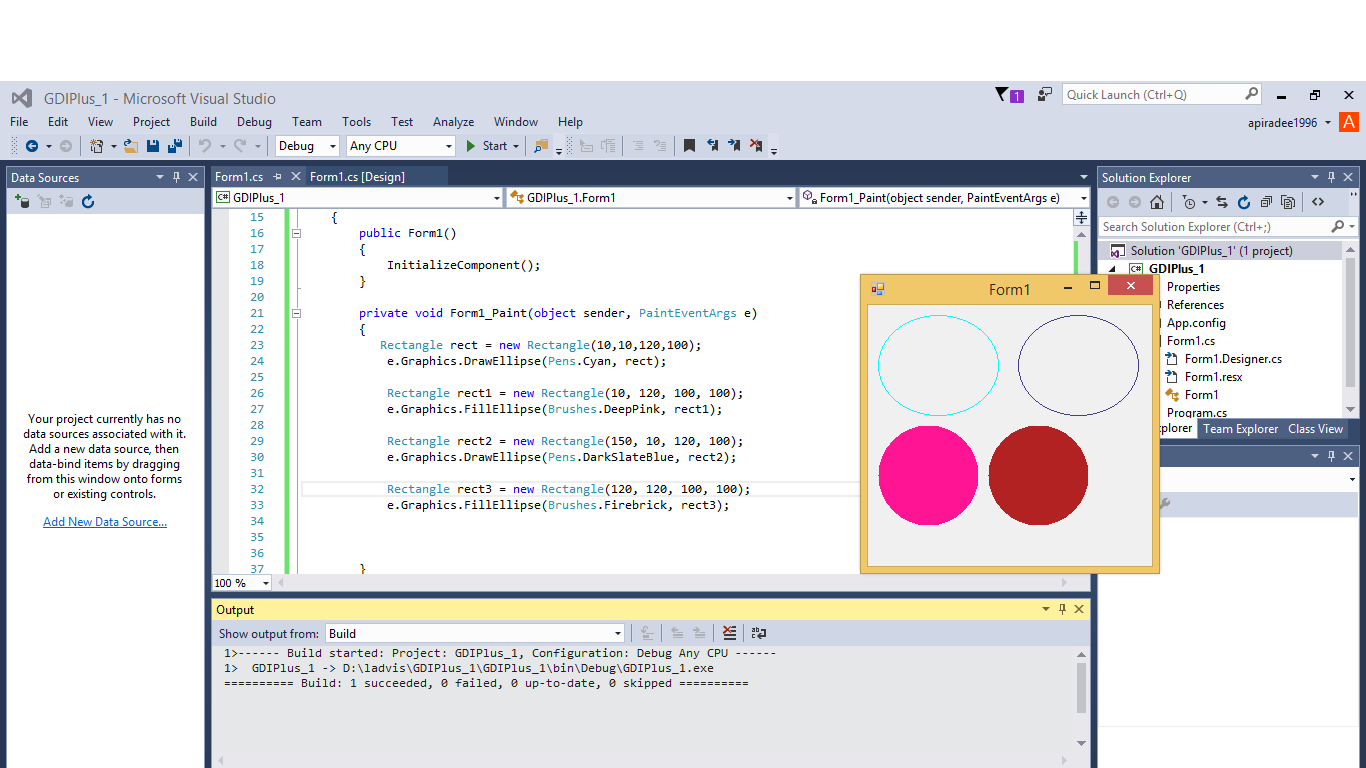 GDIPlus_1 - Microsoft Visual Studio
1
Quick Launch (Ctrl+Q)
File Edit View Project Build Debug Team Tools Test Analyze Window Help
apiradee1996 A
Debug Any CPU Start
Data Sources
Your project currently has no
data sources associated with it.
Add a new data source, then
data-bind items by dragging
from this window onto forms
or existing controls.
Add New Data Source...
Form1.cs Form1.cs [Design]
C# GDIPlus_1 GDIPlus_1.Form1 Form1_Paint(object sender, PaintEventArgs e)
15 {
16 public Form1()
17 {
18 InitializeComponent();
19 }
20
21 private void Form1_Paint(object sender, PaintEventArgs e)
22 {
23 Rectangle rect = new Rectangle(10,10,120,100);
24 e.Graphics.DrawEllipse(Pens.Cyan, rect);
25
26 Rectangle rect1 = new Rectangle(10, 120, 100, 100);
27 e.Graphics.FillEllipse(Brushes.DeepPink, rect1);
28
29 Rectangle rect2 = new Rectangle(150, 10, 120, 100);
30 e.Graphics.DrawEllipse(Pens.DarkSlateBlue, rect2);
31
32 Rectangle rect3 = new Rectangle(120, 120, 100, 100);
33 e.Graphics.FillEllipse(Brushes.Firebrick, rect3);
34
35
36
37 }
100 %
Form1
Output
Show output from: Build
1>------ Build started: Project: GDIPlus_1, Configuration: Debug Any CPU ------
1> GDIPlus_1 -> D:\ladvis\GDIPlus_1\GDIPlus_1\bin\Debug\GDIPlus_1.exe
========== Build: 1 succeeded, 0 failed, 0 up-to-date, 0 skipped ==========
Solution Explorer
Search Solution Explorer (Ctrl+;)
Solution 'GDIPlus_1' (1 project)
C# GDIPlus_1
Properties
References
App.config
Form1.cs
Form1.Designer.cs
Form1.resx
Form1
Program.cs
plorer Team Explorer Class View